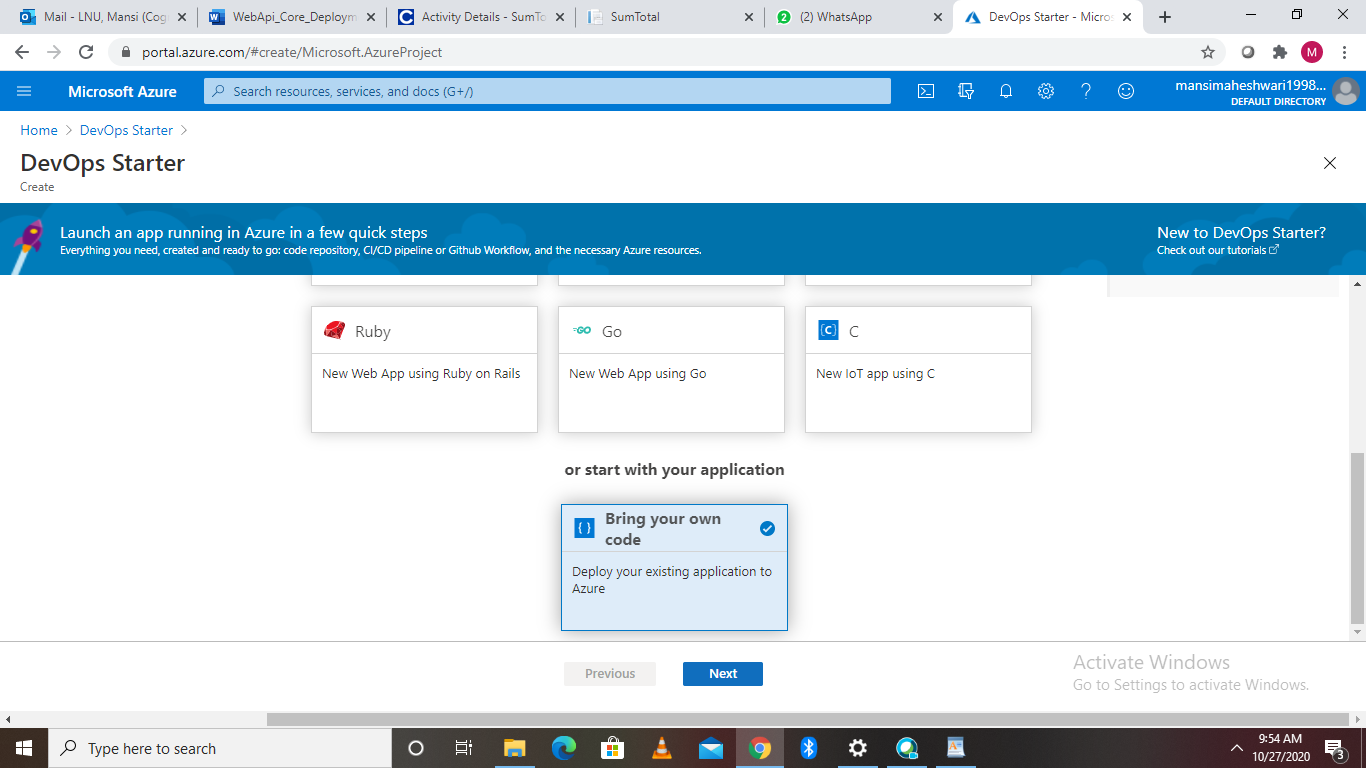 Mail - LNU, Mansi (Cog
WebApi_Core_Deploym
Activity Details - SumTo
SumTotal
(2) WhatsApp
DevOps Starter - Micros
portal.azure.com/#create/Microsoft.AzureProject
M
Microsoft Azure
Search resources, services, and docs (G+/)
mansimaheshwari1998...
DEFAULT DIRECTORY
Home > DevOps Starter >
DevOps Starter
Create
Launch an app running in Azure in a few quick steps
Everything you need, created and ready to go: code repository, CI/CD pipeline or Github Workflow, and the necessary Azure resources.
New to DevOps Starter?
Check out our tutorials
Ruby
New Web App using Ruby on Rails
GO Go
New Web App using Go
{C} C
New IoT app using C
or start with your application
{ } Bring your own
code
Deploy your existing application to
Azure
Previous
Next
Activate Windows
Go to Settings to activate Windows.
Type here to search
9:54 AM
10/27/2020
3